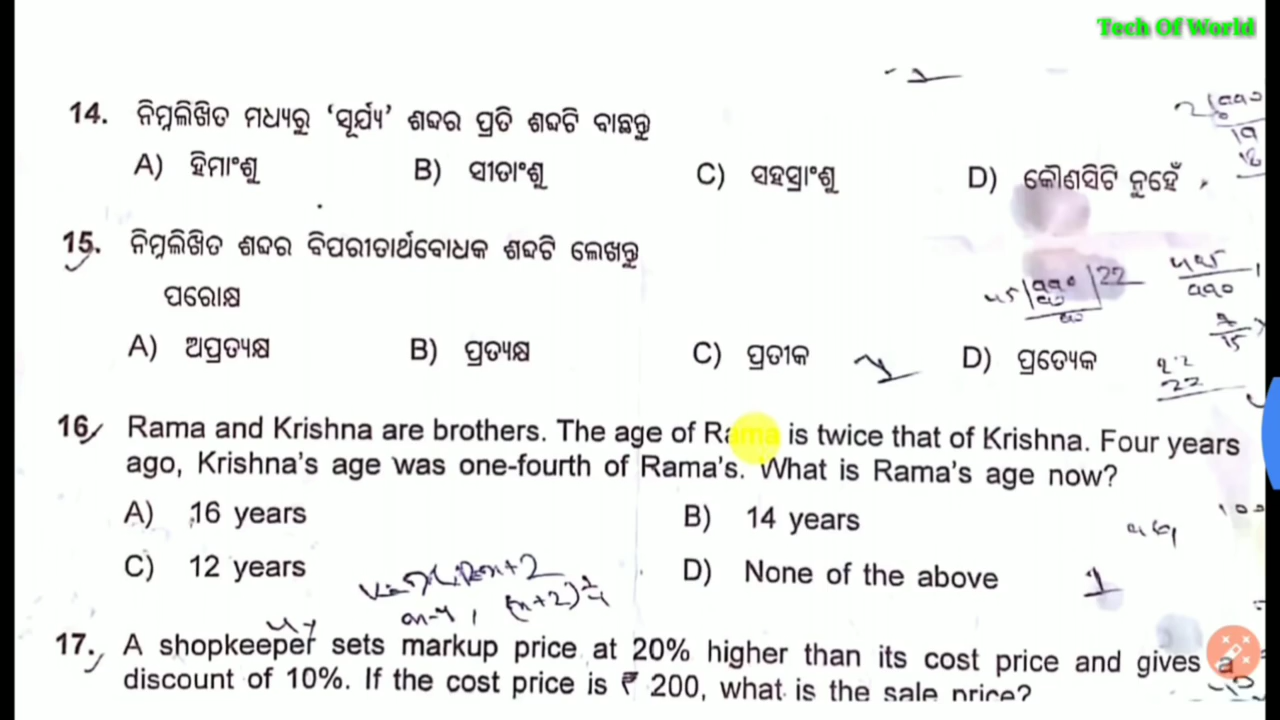 Tech Of World
14. ନିମ୍ନଲିଖିତ ମଧ୍ୟରୁ ‘ସୂର୍ଯ୍ୟ’ ଶବ୍ଦର ପ୍ରତି ଶବ୍ଦଟି ବାଛନ୍ତୁ
A) ହିମାଂଶୁ B) ସୀତାଂଶୁ C) ସହସ୍ରାଂଶୁ D) କୌଣସିଟି ନୁହେଁ
15. ନିମ୍ନଲିଖିତ ଶବ୍ଦର ବିପରୀତାର୍ଥବୋଧକ ଶବ୍ଦଟି ଲେଖନ୍ତୁ
ପରୋକ୍ଷ
A) ଅପ୍ରତ୍ୟକ୍ଷ B) ପ୍ରତ୍ୟକ୍ଷ C) ପ୍ରତୀକ D) ପ୍ରତ୍ୟେକ
16. Rama and Krishna are brothers. The age of Rama is twice that of Krishna. Four years
ago, Krishna's age was one-fourth of Rama's. What is Rama's age now?
A) 16 years B) 14 years
C) 12 years D) None of the above
17. A shopkeeper sets markup price at 20% higher than its cost price and gives a
discount of 10%. If the cost price is ₹ 200, what is the sale price?